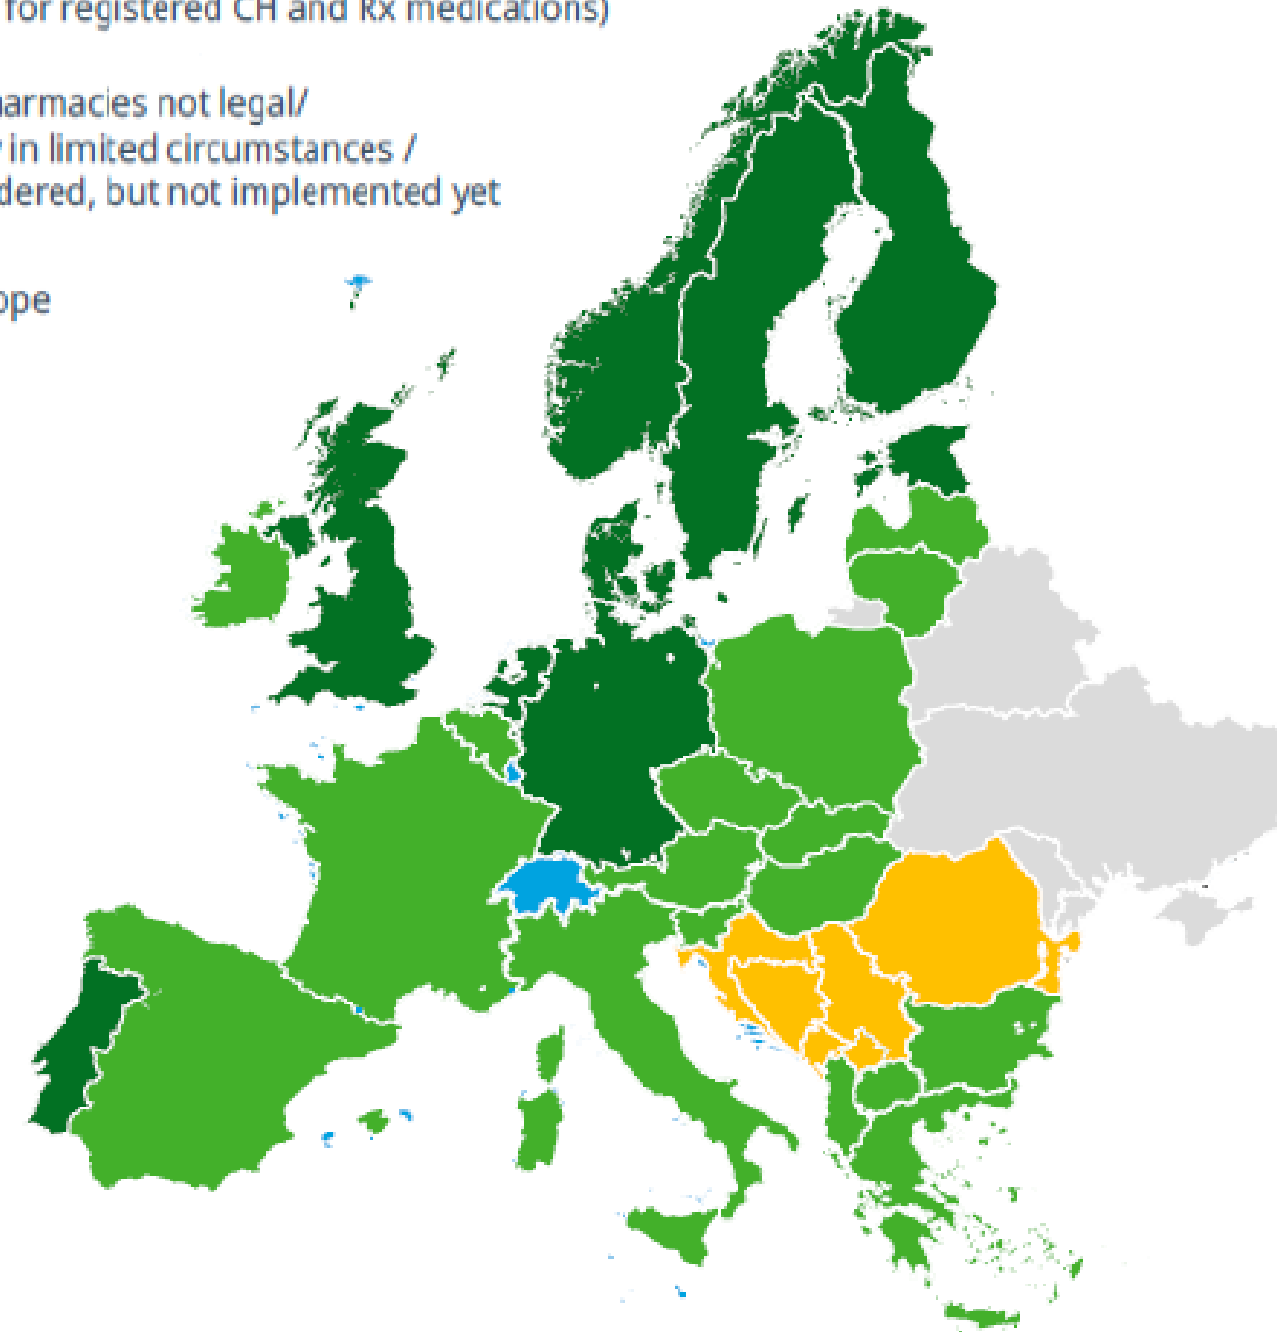 for registered CH and Rx medications)
armacies not legal/
in limited circumstances /
dered, but not implemented yet
ope